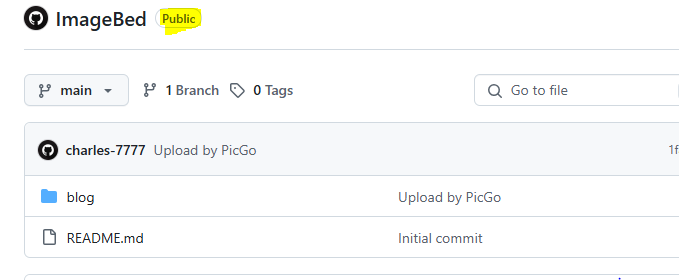 ImageBed Public
main 1 Branch 0 Tags Go to file
charles-7777 Upload by PicGo
blog Upload by PicGo
README.md Initial commit